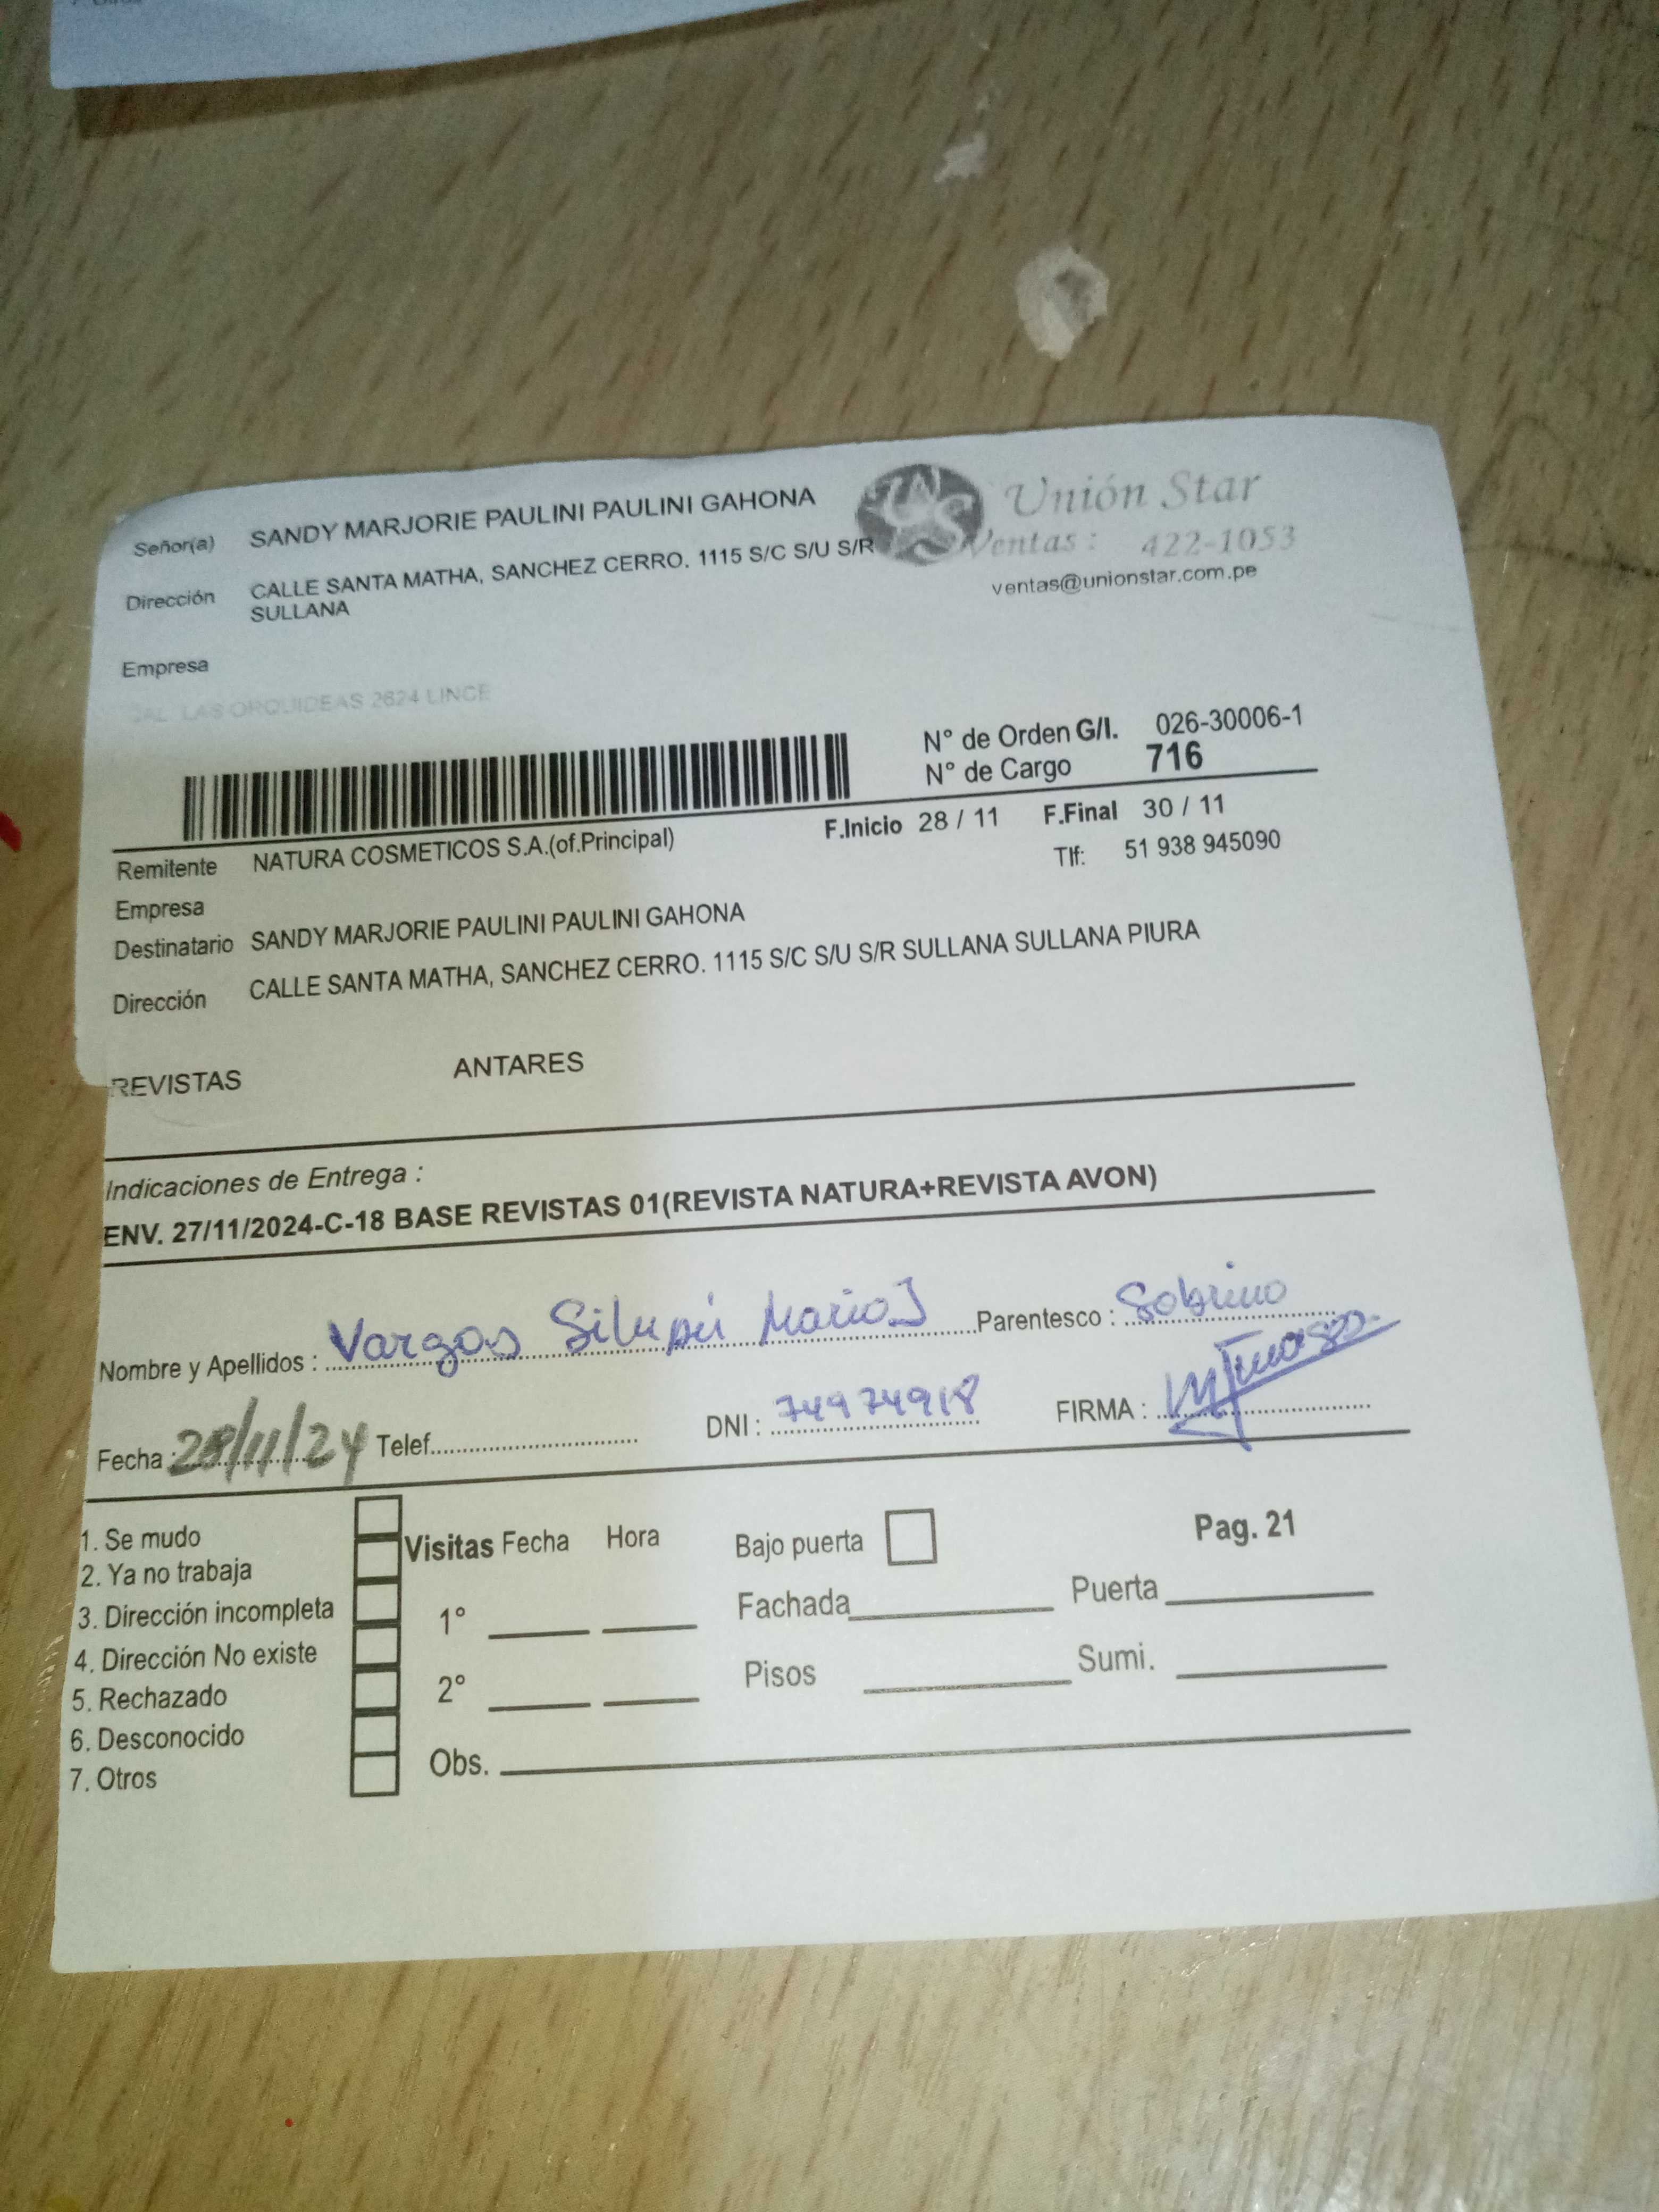 Señor(a) SANDY MARJORIE PAULINI PAULINI GAHONA
Unión Star
Dirección CALLE SANTA MATHA, SANCHEZ CERRO. 1115 S/C S/U S/R
SULLANA
Ventas : 422-1053
ventas@unionstar.com.pe
Empresa
CAL. LAS ORQUIDEAS 2624 LINCE
N° de Orden G/I. 026-30006-1
N° de Cargo 716
F.Inicio 28 / 11 F.Final 30 / 11
Remitente NATURA COSMETICOS S.A.(of.Principal)
Tlf: 51 938 945090
Empresa
Destinatario SANDY MARJORIE PAULINI PAULINI GAHONA
Dirección CALLE SANTA MATHA, SANCHEZ CERRO. 1115 S/C S/U S/R SULLANA SULLANA PIURA
REVISTAS ANTARES
Indicaciones de Entrega :
ENV. 27/11/2024-C-18 BASE REVISTAS 01(REVISTA NATURA+REVISTA AVON)
Nombre y Apellidos : Vargas Silupú Mario J Parentesco : Sobrino
Fecha : 28/11/24 Telef. DNI : 74974918 FIRMA :
1. Se mudo
2. Ya no trabaja
3. Dirección incompleta
4. Dirección No existe
5. Rechazado
6. Desconocido
7. Otros
Visitas Fecha Hora
1°
2°
Obs.
Bajo puerta
Pag. 21
Fachada Puerta
Pisos Sumi.